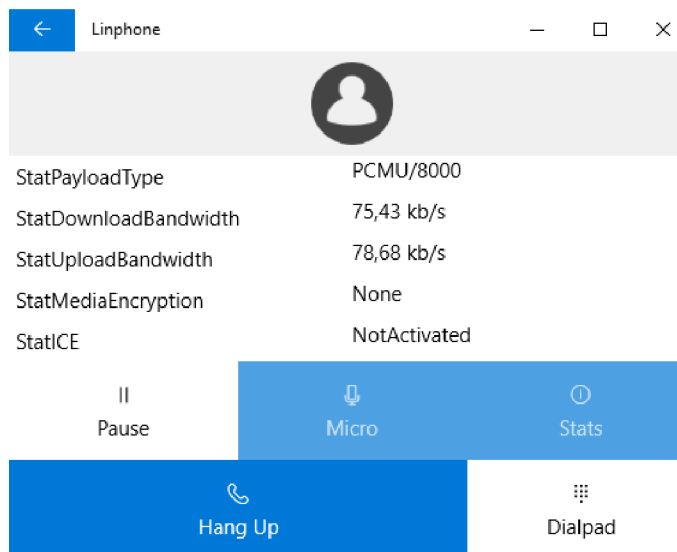 Linphone
StatPayloadType PCMU/8000
StatDownloadBandwidth 75,43 kb/s
StatUploadBandwidth 78,68 kb/s
StatMediaEncryption None
StatICE NotActivated
Pause Micro Stats
Hang Up Dialpad